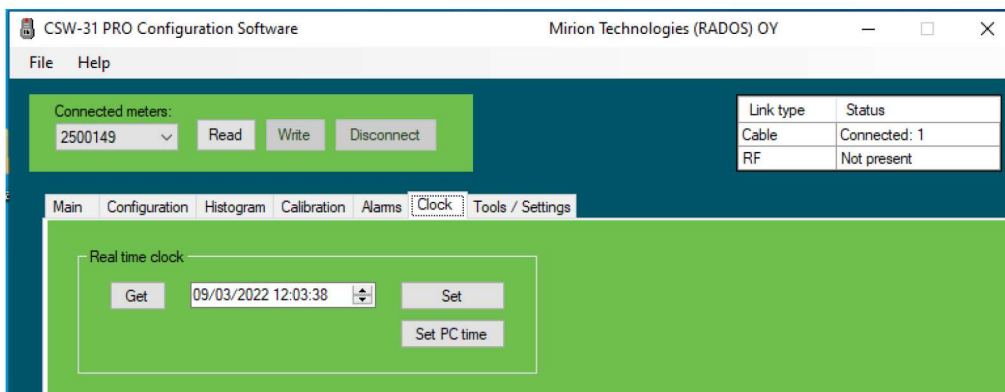 CSW-31 PRO Configuration Software Mirion Technologies (RADOS) OY
File Help
Connected meters:
2500149 Read Write Disconnect
Link type Status
Cable Connected: 1
RF Not present
Main Configuration Histogram Calibration Alarms Clock Tools / Settings
Real time clock
Get 09/03/2022 12:03:38 Set
Set PC time